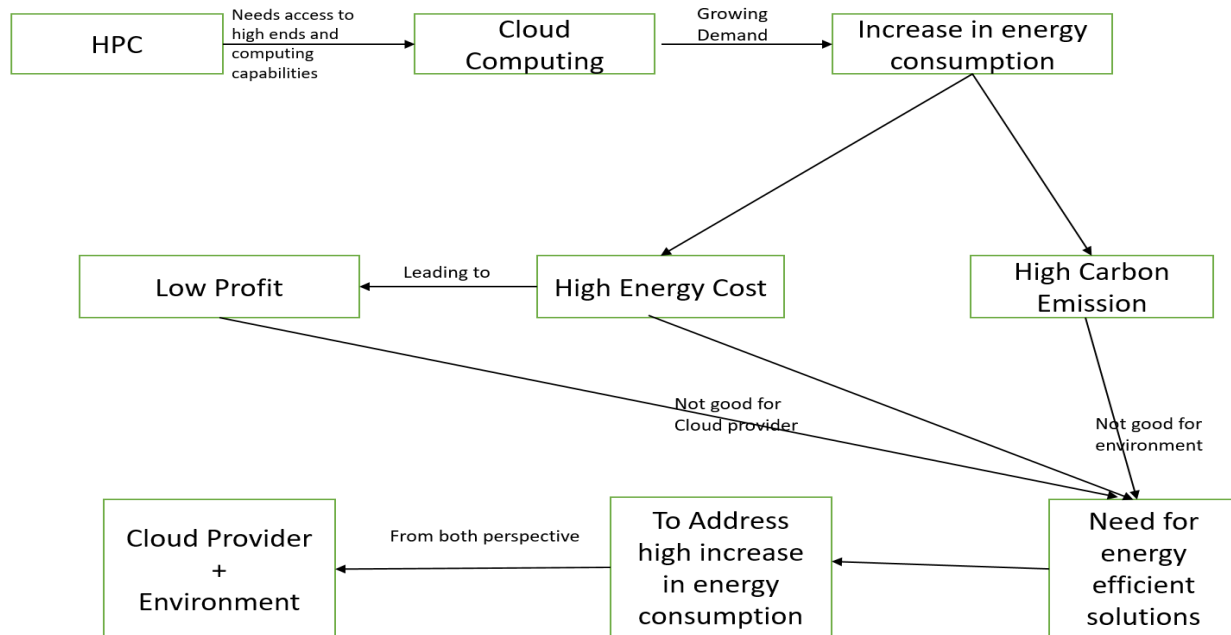 HPC
Needs access to
high ends and
computing
capabilities
Cloud
Computing
Growing
Demand
Increase in energy
consumption
Low Profit
Leading to
High Energy Cost
High Carbon
Emission
Not good for
Cloud provider
Not good for
environment
Cloud Provider
+
Environment
From both perspective
To Address
high increase
in energy
consumption
Need for
energy
efficient
solutions